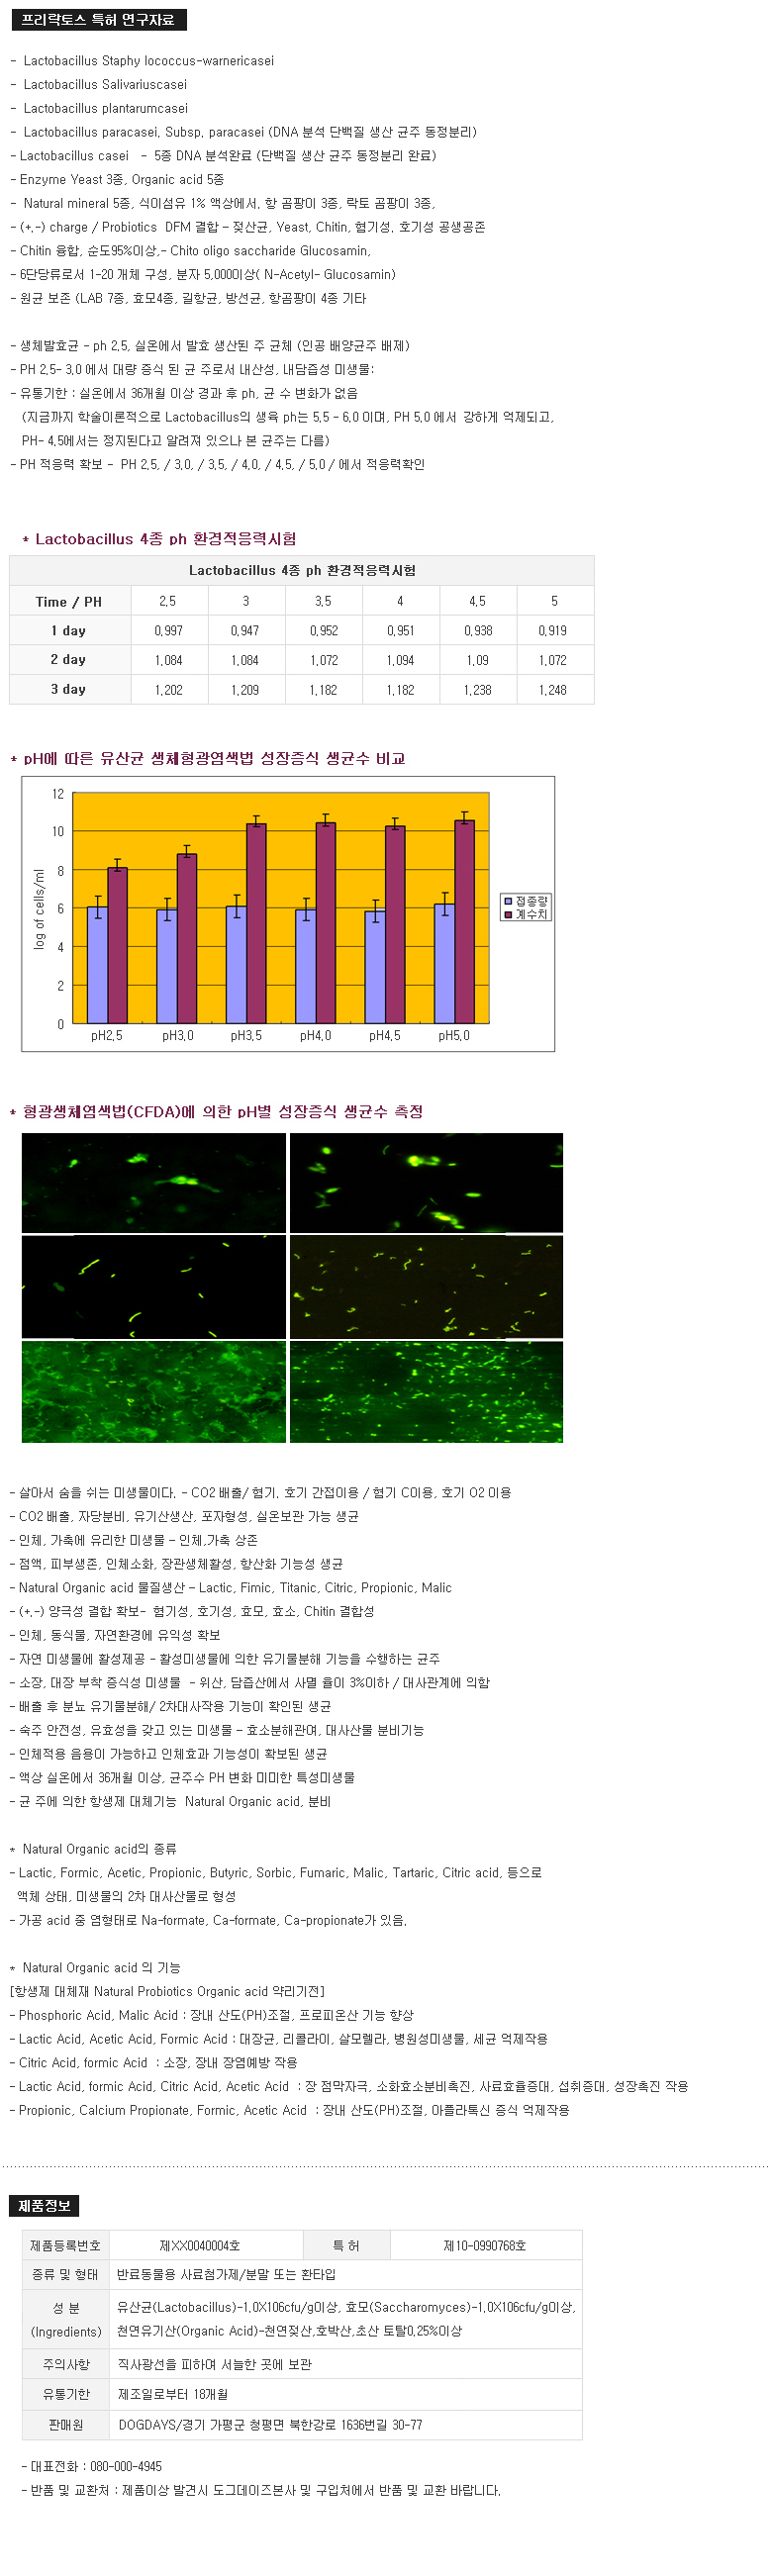 프리락토스 특허 연구자료
- Lactobacillus Staphy lococcus-warnericasei
- Lactobacillus Salivariuscasei
- Lactobacillus plantarumcasei
- Lactobacillus paracasei, Subsp, paracasei (DNA 분석 단백질 생산 균주 동정분리)
- Lactobacillus casei - 5종 DNA 분석완료 (단백질 생산 균주 동정분리 완료)
- Enzyme Yeast 3종, Organic acid 5종
- Natural mineral 5종, 식이섬유 1% 액상에서, 항 곰팡이 3종, 락토 곰팡이 3종,
- (+,-) charge / Probiotics DFM 결합 - 젖산균, Yeast, Chitin, 혐기성, 호기성 공생공존
- Chitin 융합, 순도95%이상,- Chito oligo saccharide Glucosamin,
- 6단당류로서 1-20 개체 구성, 분자 5,000이상( N-Acetyl- Glucosamin)
- 원균 보존 (LAB 7종, 효모4종, 길항균, 방선균, 항곰팡이 4종 기타
- 생체발효균 - ph 2,5, 실온에서 발효 생산된 주 균체 (인공 배양균주 배제)
- PH 2,5- 3,0 에서 대량 증식 된 균 주로서 내산성, 내담즙성 미생물;
- 유통기한 : 실온에서 36개월 이상 경과 후 ph, 균 수 변화가 없음
(지금까지 학술이론적으로 Lactobacillus의 생육 ph는 5,5 - 6,0 이며, PH 5,0 에서 강하게 억제되고,
PH- 4,5에서는 정지된다고 알려져 있으나 본 균주는 다름)
- PH 적응력 확보 - PH 2,5, / 3,0, / 3,5, / 4,0, / 4,5, / 5,0 / 에서 적응력확인
* Lactobacillus 4종 ph 환경적응력시험
Lactobacillus 4종 ph 환경적응력시험
Time / PH 2,5 3 3,5 4 4,5 5
1 day 0,997 0,947 0,952 0,951 0,938 0,919
2 day 1,084 1,084 1,072 1,094 1,09 1,072
3 day 1,202 1,209 1,182 1,182 1,238 1,248
* pH에 따른 유산균 생체형광염색법 성장증식 생균수 비교
12
10
8
6
4
2
0
log of cells/ml
접종량
계수치
pH2,5 pH3,0 pH3,5 pH4,0 pH4,5 pH5,0
* 형광생체염색법(CFDA)에 의한 pH별 성장증식 생균수 측정
- 살아서 숨을 쉬는 미생물이다. - CO2 배출/ 혐기, 호기 간접이용 / 혐기 C이용, 호기 O2 이용
- CO2 배출, 자당분비, 유기산생산, 포자형성, 실온보관 가능 생균
- 인체, 가축에 유리한 미생물 - 인체,가축 상존
- 점액, 피부생존, 인체소화, 장관생체활성, 항산화 기능성 생균
- Natural Organic acid 물질생산 - Lactic, Fimic, Titanic, Citric, Propionic, Malic
- (+,-) 양극성 결합 확보- 혐기성, 호기성, 효모, 효소, Chitin 결합성
- 인체, 동식물, 자연환경에 유익성 확보
- 자연 미생물에 활성제공 - 활성미생물에 의한 유기물분해 기능을 수행하는 균주
- 소장, 대장 부착 증식성 미생물 - 위산, 담즙산에서 사멸 율이 3%이하 / 대사관계에 의함
- 배출 후 분뇨 유기물분해/ 2차대사작용 기능이 확인된 생균
- 숙주 안전성, 유효성을 갖고 있는 미생물 - 효소분해관여, 대사산물 분비기능
- 인체적용 음용이 가능하고 인체효과 기능성이 확보된 생균
- 액상 실온에서 36개월 이상, 균주수 PH 변화 미미한 특성미생물
- 균 주에 의한 항생제 대체기능 Natural Organic acid, 분비
* Natural Organic acid의 종류
- Lactic, Formic, Acetic, Propionic, Butyric, Sorbic, Fumaric, Malic, Tartaric, Citric acid, 등으로
액체 상태, 미생물의 2차 대사산물로 형성
- 가공 acid 중 염형태로 Na-formate, Ca-formate, Ca-propionate가 있음.
* Natural Organic acid 의 기능
[항생제 대체재 Natural Probiotics Organic acid 약리기전]
- Phosphoric Acid, Malic Acid : 장내 산도(PH)조절, 프로피온산 기능 향상
- Lactic Acid, Acetic Acid, Formic Acid : 대장균, 리콜라이, 살모렐라, 병원성미생물, 세균 억제작용
- Citric Acid, formic Acid : 소장, 장내 장염예방 작용
- Lactic Acid, formic Acid, Citric Acid, Acetic Acid : 장 점막자극, 소화효소분비촉진, 사료효율증대, 섭취증대, 성장촉진 작용
- Propionic, Calcium Propionate, Formic, Acetic Acid : 장내 산도(PH)조절, 아플라톡신 증식 억제작용
제품정보
제품등록번호 제XX0040004호 특 허 제10-0990768호
종류 및 형태 반료동물용 사료첨가제/분말 또는 환타입
성 분 (Ingredients) 유산균(Lactobacillus)-1,0X106cfu/g이상, 효모(Saccharomyces)-1,0X106cfu/g이상,
천연유기산(Organic Acid)-천연젖산,호박산,초산 토탈0,25%이상
주의사항 직사광선을 피하여 서늘한 곳에 보관
유통기한 제조일로부터 18개월
판매원 DOGDAYS/경기 가평군 청평면 북한강로 1636번길 30-77
- 대표전화 : 080-000-4945
- 반품 및 교환처 : 제품이상 발견시 도그데이즈본사 및 구입처에서 반품 및 교환 바랍니다.